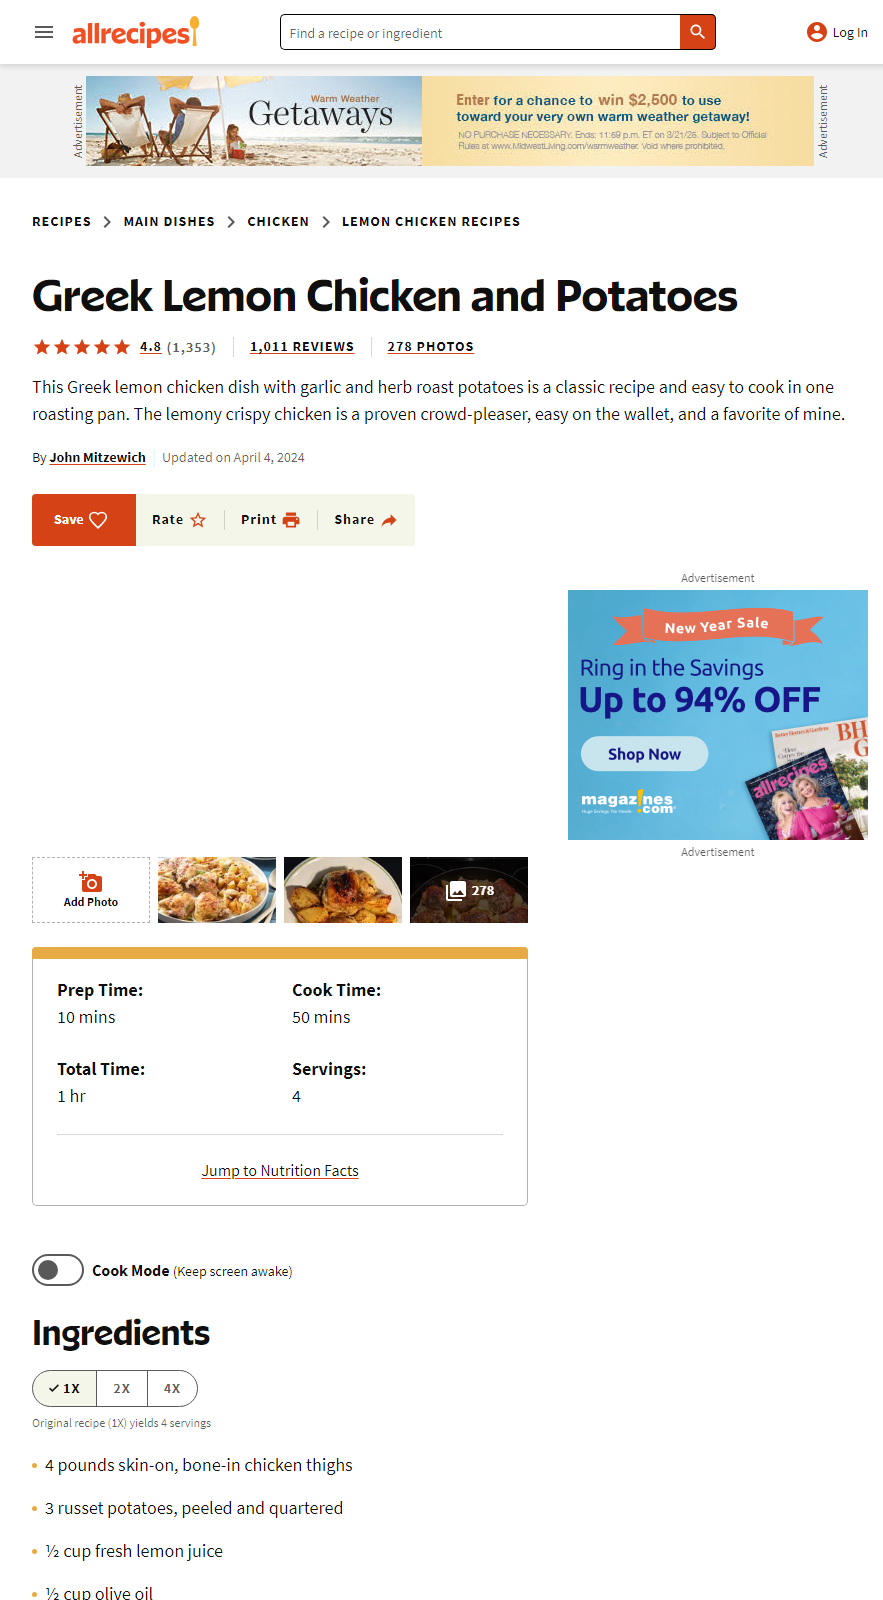 allrecipes
Find a recipe or ingredient
Log In
Advertisement
Warm Weather
Getaways
Enter for a chance to win $2,500 to use
toward your very own warm weather getaway!
NO PURCHASE NECESSARY. Ends: 11:59 p.m. ET on 3/21/25. Subject to Official
Rules at www.MidwestLiving.com/warmweather. Void where prohibited.
Advertisement
RECIPES
MAIN DISHES
CHICKEN
LEMON CHICKEN RECIPES
Greek Lemon Chicken and Potatoes
4.8 (1,353)
1,011 REVIEWS
278 PHOTOS
This Greek lemon chicken dish with garlic and herb roast potatoes is a classic recipe and easy to cook in one
roasting pan. The lemony crispy chicken is a proven crowd-pleaser, easy on the wallet, and a favorite of mine.
By John Mitzewich
Updated on April 4, 2024
Save
Rate
Print
Share
Advertisement
New Year Sale
Ring in the Savings
Up to 94% OFF
Shop Now
Better Homes & Gardens
BH
G
allrecipes
magaz!nes
.com
Advertisement
Add Photo
278
Prep Time:
10 mins
Cook Time:
50 mins
Total Time:
1 hr
Servings:
4
Jump to Nutrition Facts
Cook Mode (Keep screen awake)
Ingredients
1X
2X
4X
Original recipe (1X) yields 4 servings
4 pounds skin-on, bone-in chicken thighs
3 russet potatoes, peeled and quartered
½ cup fresh lemon juice
½ cup olive oil